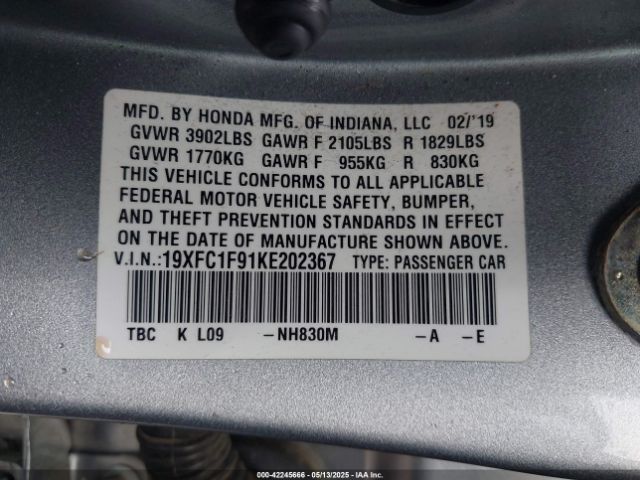 MFD. BY HONDA MFG. OF INDIANA, LLC 02/'19
GVWR 3902LBS GAWR F 2105LBS R 1829LBS
GVWR 1770KG GAWR F 955KG R 830KG
THIS VEHICLE CONFORMS TO ALL APPLICABLE
FEDERAL MOTOR VEHICLE SAFETY, BUMPER,
AND THEFT PREVENTION STANDARDS IN EFFECT
ON THE DATE OF MANUFACTURE SHOWN ABOVE.
V.I.N.:19XFC1F91KE202367 TYPE: PASSENGER CAR
TBC K L09 -NH830M -A -E
000-42245666 - 05/13/2025 - IAA Inc.